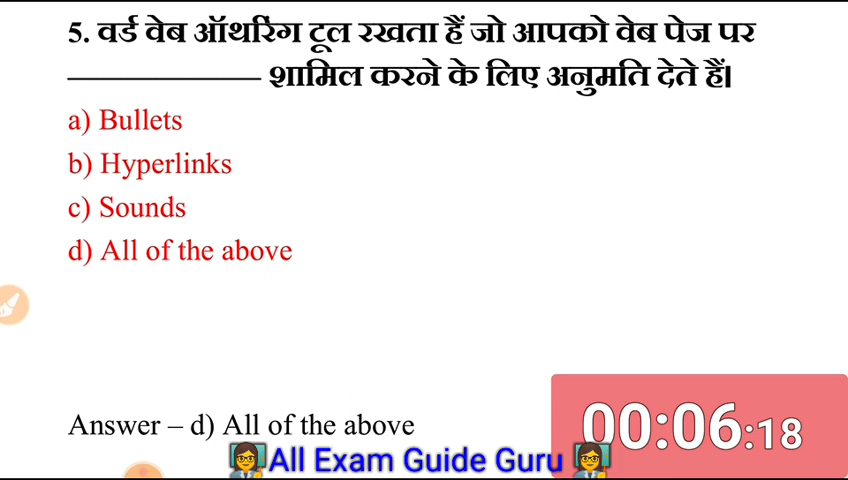 5. वर्ड वेब ऑथरिंग टूल रखता हैं जो आपको वेब पेज पर
____________ शामिल करने के लिए अनुमति देते हैं।
a) Bullets
b) Hyperlinks
c) Sounds
d) All of the above
Answer – d) All of the above
00:06:18
All Exam Guide Guru